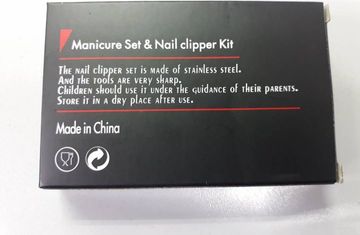 Manicure Set & Nail clipper Kit
The nail clipper set is made of stainless steel.
And the tools are very sharp.
Children should use it under the guidance of their parents.
Store it in a dry place after use.
Made in China